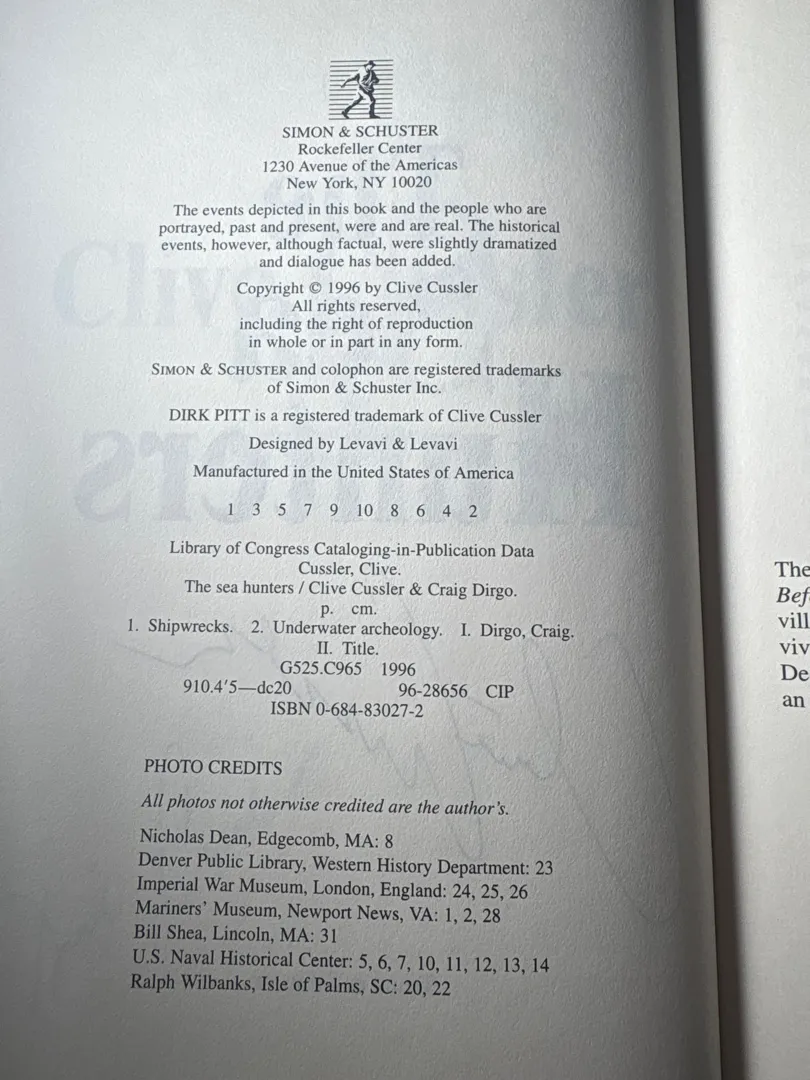 SIMON & SCHUSTER
Rockefeller Center
1230 Avenue of the Americas
New York, NY 10020
The events depicted in this book and the people who are
portrayed, past and present, were and are real. The historical
events, however, although factual, were slightly dramatized
and dialogue has been added.
Copyright © 1996 by Clive Cussler
All rights reserved,
including the right of reproduction
in whole or in part in any form.
SIMON & SCHUSTER and colophon are registered trademarks
of Simon & Schuster Inc.
DIRK PITT is a registered trademark of Clive Cussler
Designed by Levavi & Levavi
Manufactured in the United States of America
1 3 5 7 9 10 8 6 4 2
Library of Congress Cataloging-in-Publication Data
Cussler, Clive.
The sea hunters / Clive Cussler & Craig Dirgo.
p. cm.
1. Shipwrecks. 2. Underwater archeology. I. Dirgo, Craig.
II. Title.
G525.C965 1996
910.4'5—dc20 96-28656 CIP
ISBN 0-684-83027-2
PHOTO CREDITS
All photos not otherwise credited are the author's.
Nicholas Dean, Edgecomb, MA: 8
Denver Public Library, Western History Department: 23
Imperial War Museum, London, England: 24, 25, 26
Mariners' Museum, Newport News, VA: 1, 2, 28
Bill Shea, Lincoln, MA: 31
U.S. Naval Historical Center: 5, 6, 7, 10, 11, 12, 13, 14
Ralph Wilbanks, Isle of Palms, SC: 20, 22
The
Bef
vill
viv
De
an